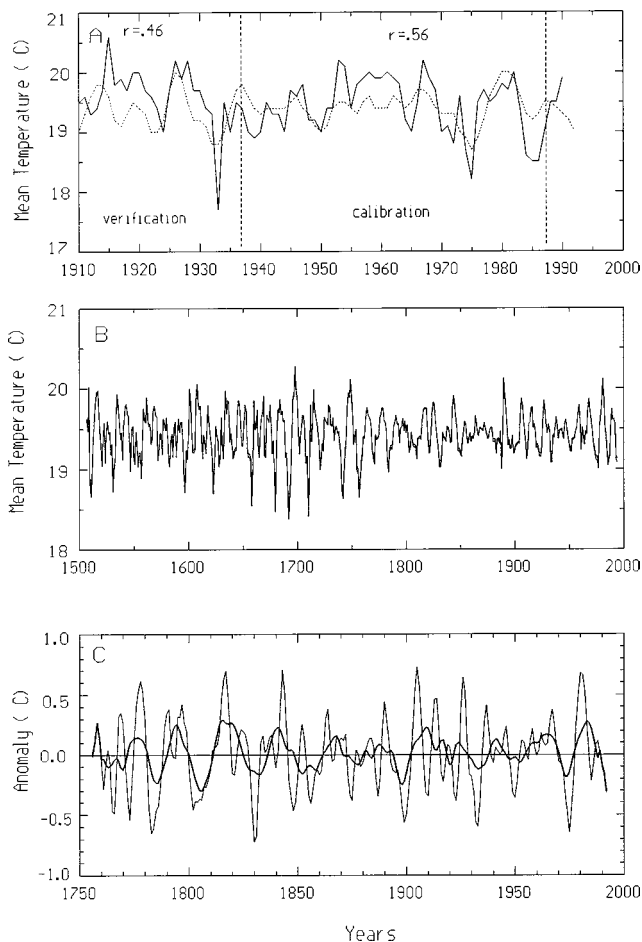 A
r=.46
r=.56
Mean Temperature ( C)
21
20
19
18
17
verification
calibration
1910 1920 1930 1940 1950 1960 1970 1980 1990 2000
B
Mean Temperature ( C)
21
20
19
18
1500 1600 1700 1800 1900 2000
C
Anomaly ( C)
1.0
0.5
0.0
-0.5
-1.0
1750 1800 1850 1900 1950 2000
Years